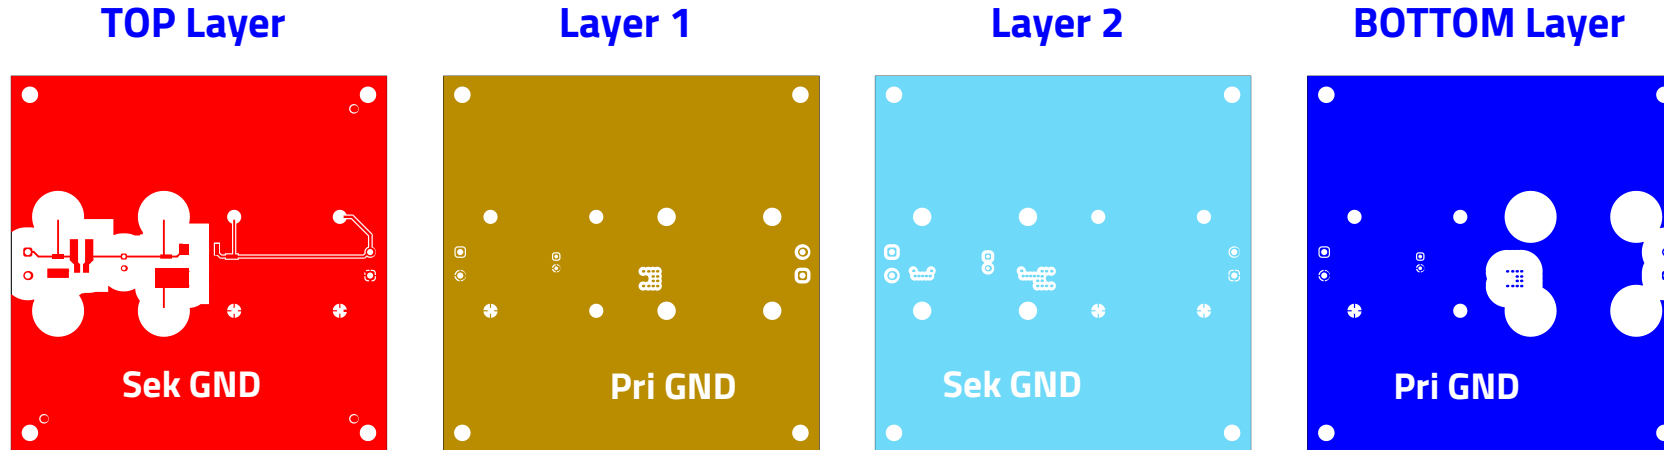 TOP Layer
Layer 1
Layer 2
BOTTOM Layer
Sek GND
Pri GND
Sek GND
Pri GND